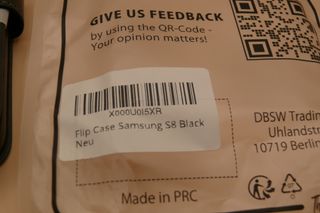 GIVE US FEEDBACK
by using the QR-Code -
Your opinion matters!
X000U0I5XR
Flip Case Samsung S8 Black
Neu
DBSW Tradin
Uhlandstr
10719 Berlin
Made in PRC